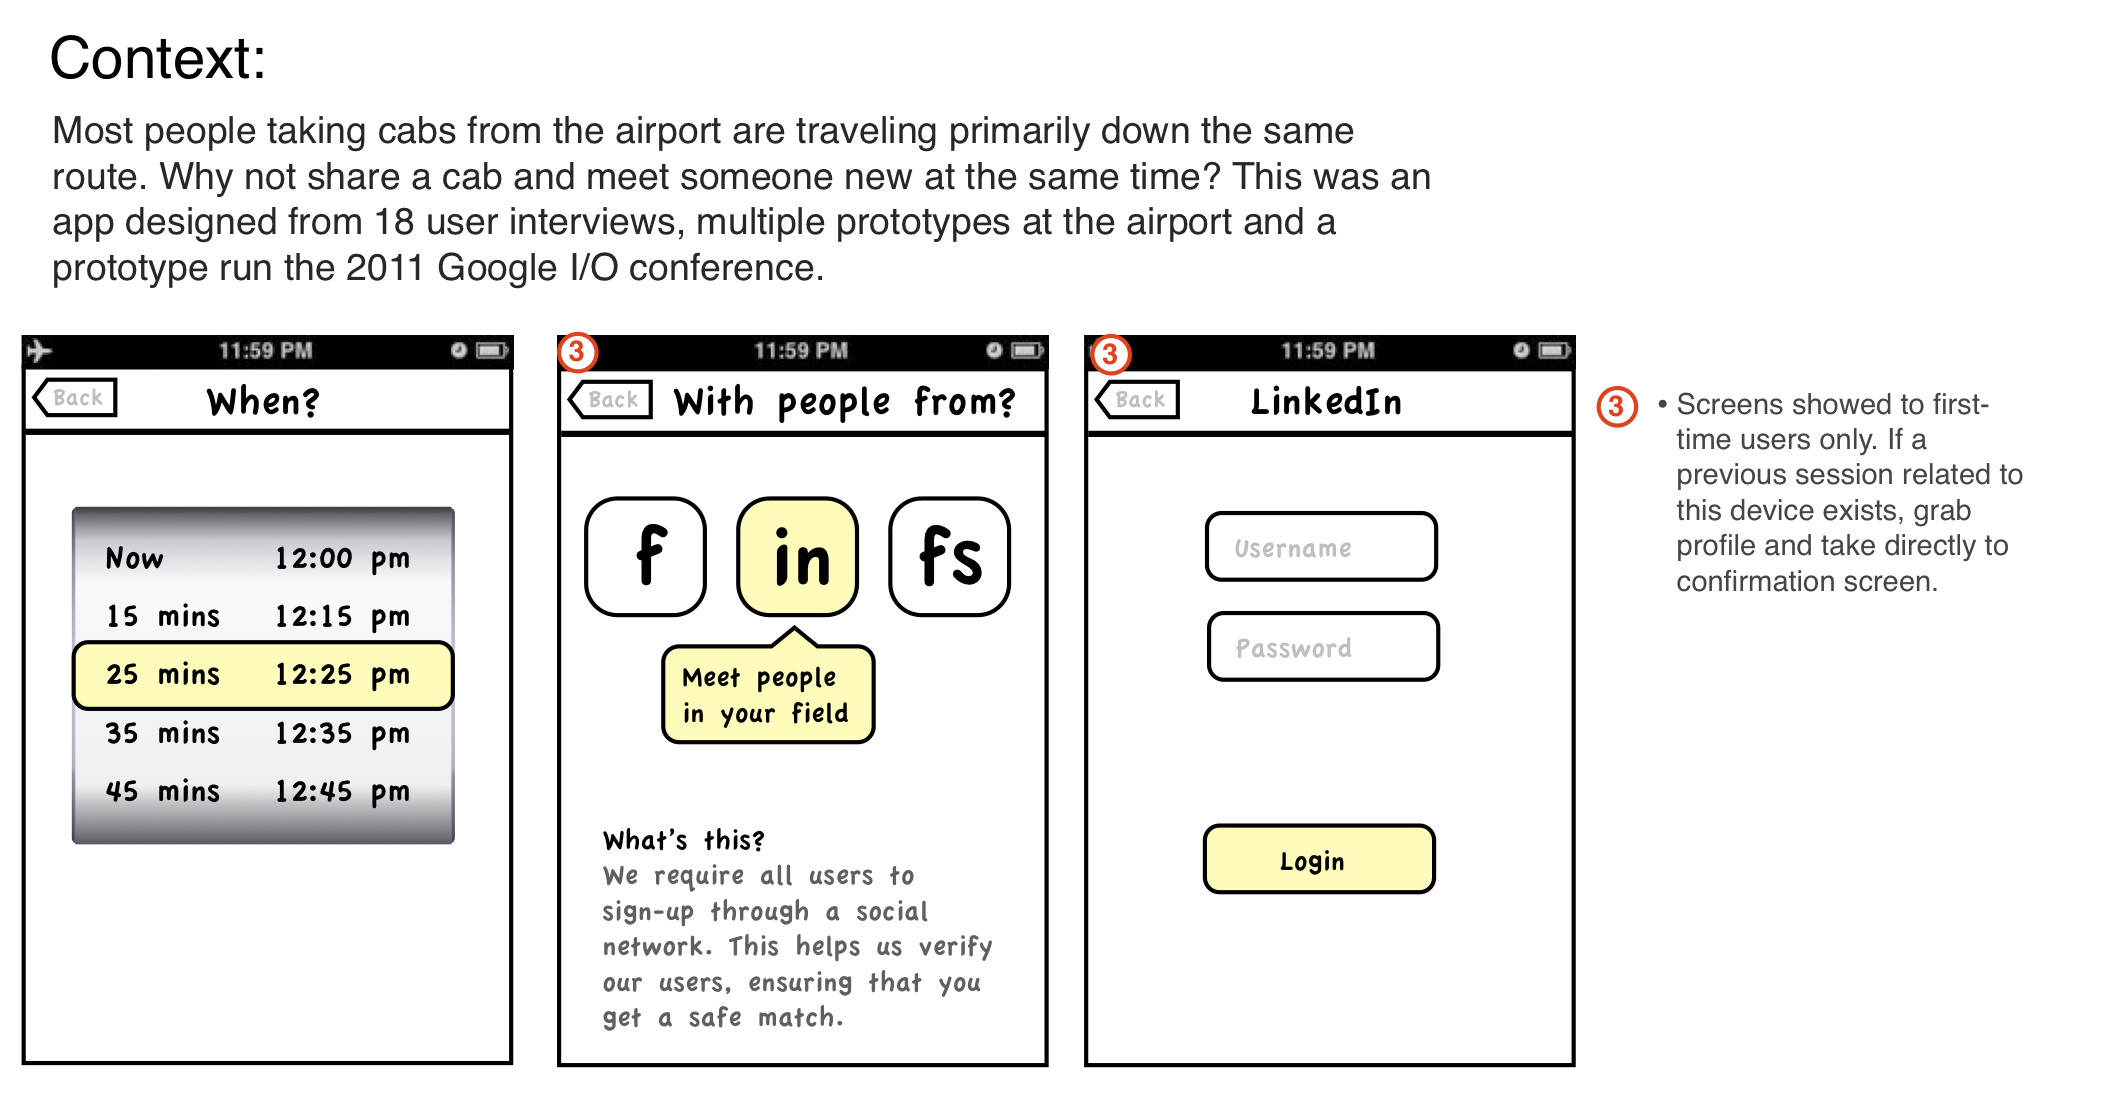 Context:
Most people taking cabs from the airport are traveling primarily down the same
route. Why not share a cab and meet someone new at the same time? This was an
app designed from 18 user interviews, multiple prototypes at the airport and a
prototype run the 2011 Google I/O conference.
11:59 PM
Back
When?
Now 12:00 pm
15 mins 12:15 pm
25 mins 12:25 pm
35 mins 12:35 pm
45 mins 12:45 pm
3
11:59 PM
Back
With people from?
f
in
fs
Meet people
in your field
What's this?
We require all users to
sign-up through a social
network. This helps us verify
our users, ensuring that you
get a safe match.
3
11:59 PM
Back
LinkedIn
Username
Password
Login
3
• Screens showed to first-
time users only. If a
previous session related to
this device exists, grab
profile and take directly to
confirmation screen.